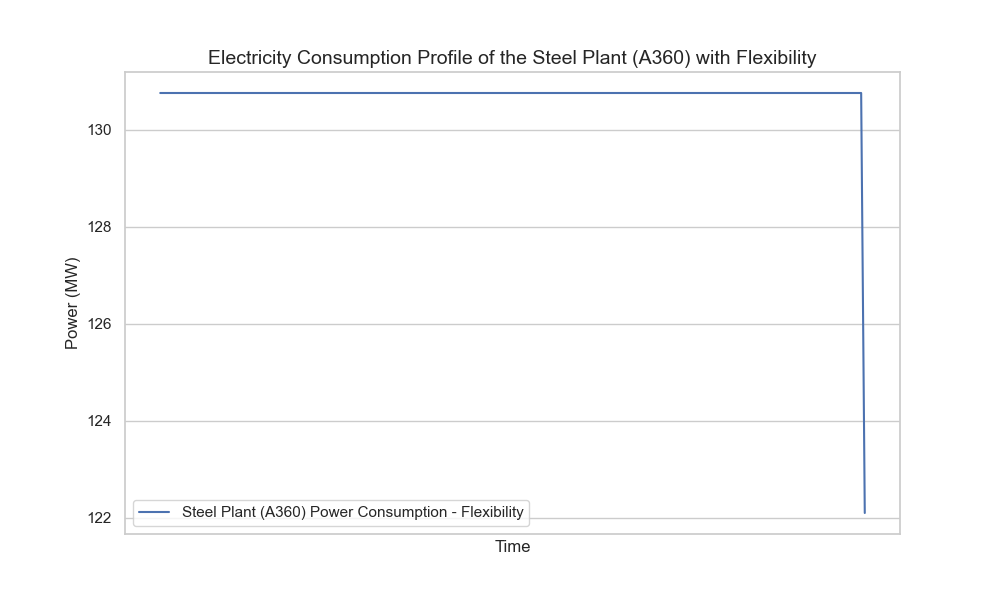 Electricity Consumption Profile of the Steel Plant (A360) with Flexibility
Power (MW)
130
128
126
124
122
Steel Plant (A360) Power Consumption - Flexibility
Time